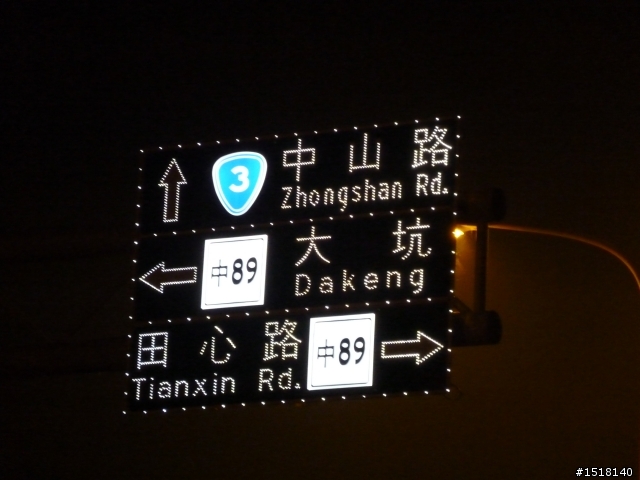 3 中山路
Zhongshan Rd.
中89 大坑
Dakeng
田心路 中89
Tianxin Rd.
#1518140